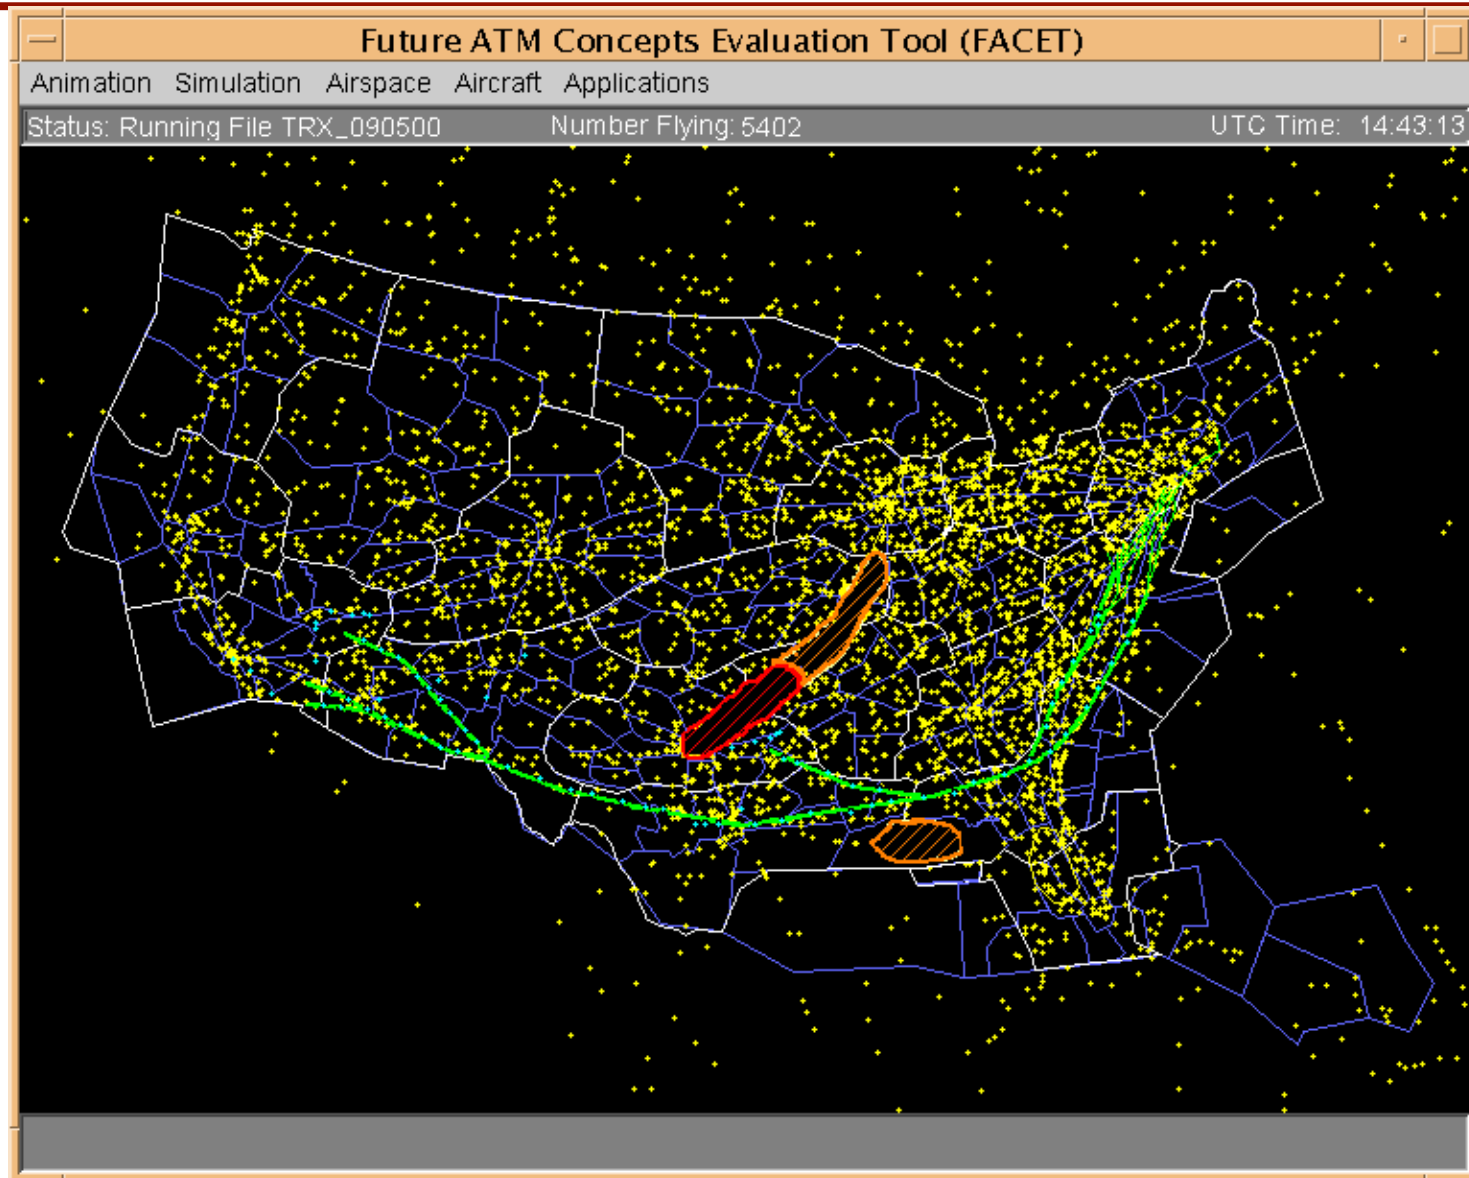 Future ATM Concepts Evaluation Tool (FACET)
Animation Simulation Airspace Aircraft Applications
Status: Running File TRX_090500 Number Flying: 5402 UTC Time: 14:43:13